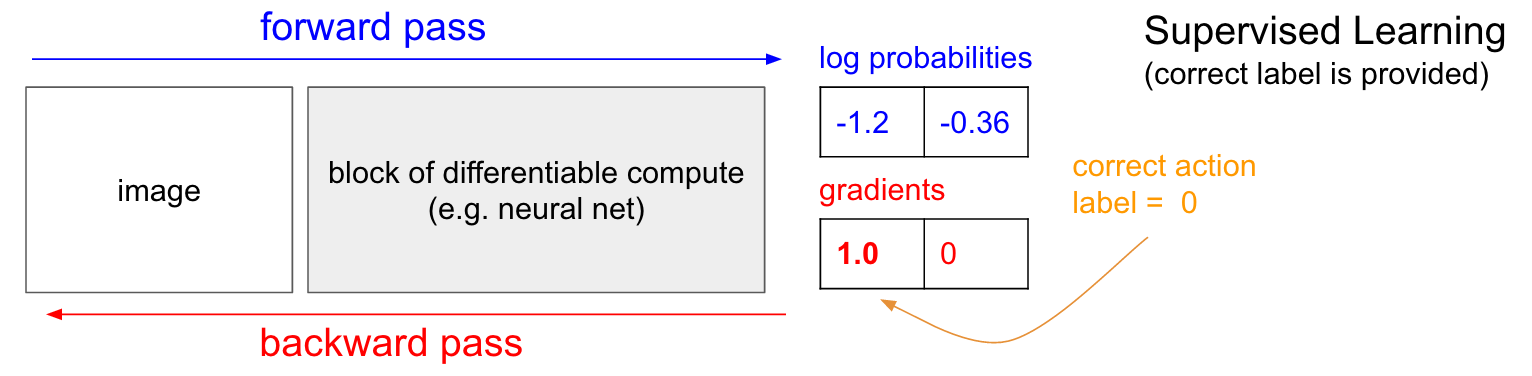 forward pass
Supervised Learning
(correct label is provided)
log probabilities
-1.2 -0.36
image
block of differentiable compute
(e.g. neural net)
correct action
label = 0
gradients
1.0 0
backward pass